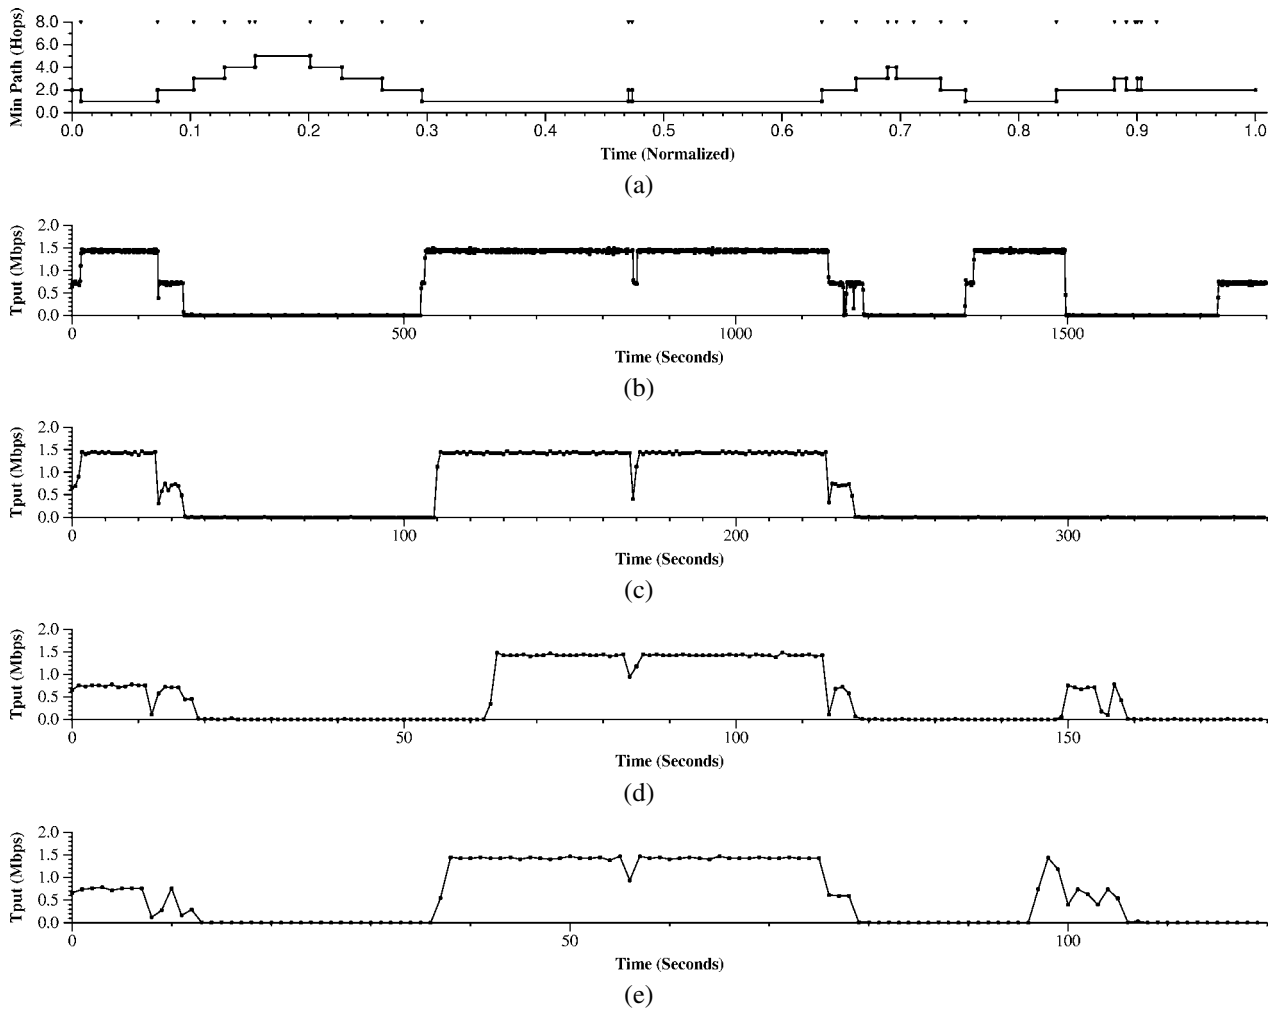 Min Path (Hops)
8.0
6.0
4.0
2.0
0.0
0.0 0.1 0.2 0.3 0.4 0.5 0.6 0.7 0.8 0.9 1.0
Time (Normalized)
(a)
Tput (Mbps)
2.0
1.5
1.0
0.5
0.0
0 500 1000 1500
Time (Seconds)
(b)
Tput (Mbps)
2.0
1.5
1.0
0.5
0.0
0 100 200 300
Time (Seconds)
(c)
Tput (Mbps)
2.0
1.5
1.0
0.5
0.0
0 50 100 150
Time (Seconds)
(d)
Tput (Mbps)
2.0
1.5
1.0
0.5
0.0
0 50 100
Time (Seconds)
(e)